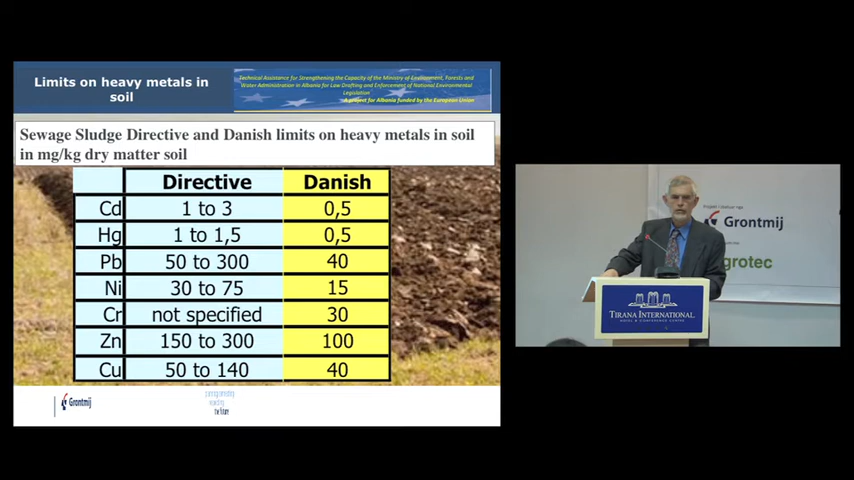 Limits on heavy metals in
soil
Technical Assistance for Strengthening the Capacity of the Ministry of Environment, Forests and
Water Administration in Albania for Law Drafting and Enforcement of National Environmental
Legislation
A project for Albania funded by the European Union
Sewage Sludge Directive and Danish limits on heavy metals in soil
in mg/kg dry matter soil
Directive Danish
Cd 1 to 3 0,5
Hg 1 to 1,5 0,5
Pb 50 to 300 40
Ni 30 to 75 15
Cr not specified 30
Zn 150 to 300 100
Cu 50 to 140 40
Grontmij
the future
Grontmij
grotec
TIRANA INTERNATIONAL
HOTEL & CONFERENCE CENTRE